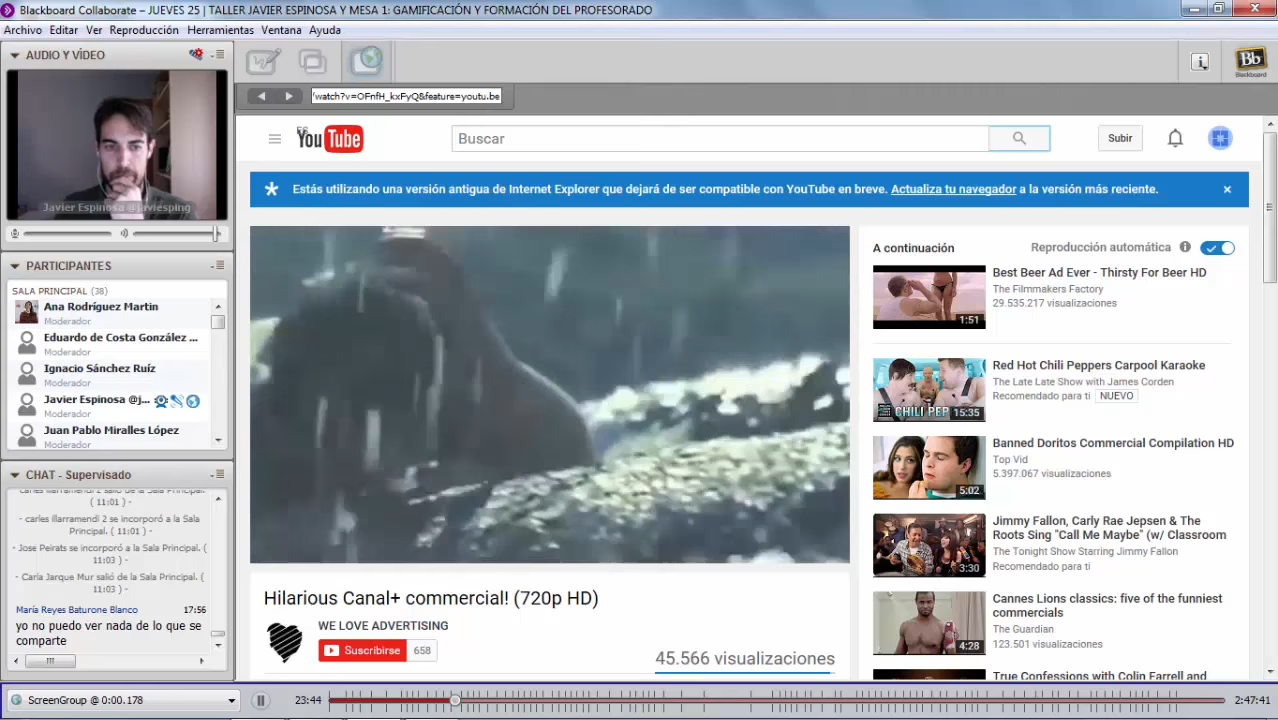 Blackboard Collaborate – JUEVES 25 | TALLER JAVIER ESPINOSA Y MESA 1: GAMIFICACIÓN Y FORMACIÓN DEL PROFESORADO
Archivo Editar Ver Reproducción Herramientas Ventana Ayuda
AUDIO Y VÍDEO
Javier Espinosa @javiesping
PARTICIPANTES
SALA PRINCIPAL (38)
Ana Rodríguez Martin
Moderador
Eduardo de Costa González ...
Moderador
Ignacio Sánchez Ruíz
Moderador
Javier Espinosa @j...
Moderador
Juan Pablo Miralles López
Moderador
CHAT - Supervisado
carles illarramendi 2 salió de la Sala Principal.
( 11:01 ) -
- carles illarramendi 2 se incorporó a la Sala
Principal. ( 11:01 ) -
- Jose Peirats se incorporó a la Sala Principal. (
11:03 ) -
- Carla Jarque Mur salió de la Sala Principal. (
11:03 ) -
María Reyes Baturone Blanco 17:56
yo no puedo ver nada de lo que se
comparte
Bb
Blackboard
/watch?v=OFnfH_kxFyQ&feature=youtu.be
YouTube ES
Buscar
Subir
Estás utilizando una versión antigua de Internet Explorer que dejará de ser compatible con YouTube en breve. Actualiza tu navegador a la versión más reciente.
Hilarious Canal+ commercial! (720p HD)
WE LOVE ADVERTISING
Suscribirse 658
45.566 visualizaciones
A continuación
Reproducción automática
Best Beer Ad Ever - Thirsty For Beer HD
The Filmmakers Factory
29.535.217 visualizaciones
1:51
Red Hot Chili Peppers Carpool Karaoke
The Late Late Show with James Corden
Recomendado para ti NUEVO
CHILI PEP 15:35
Banned Doritos Commercial Compilation HD
Top Vid
5.397.067 visualizaciones
5:02
Jimmy Fallon, Carly Rae Jepsen & The
Roots Sing "Call Me Maybe" (w/ Classroom
The Tonight Show Starring Jimmy Fallon
Recomendado para ti
3:30
Cannes Lions classics: five of the funniest
commercials
The Guardian
123.501 visualizaciones
4:28
True Confessions with Colin Farrell and
ScreenGroup @ 0:00.178
23:44
2:47:41